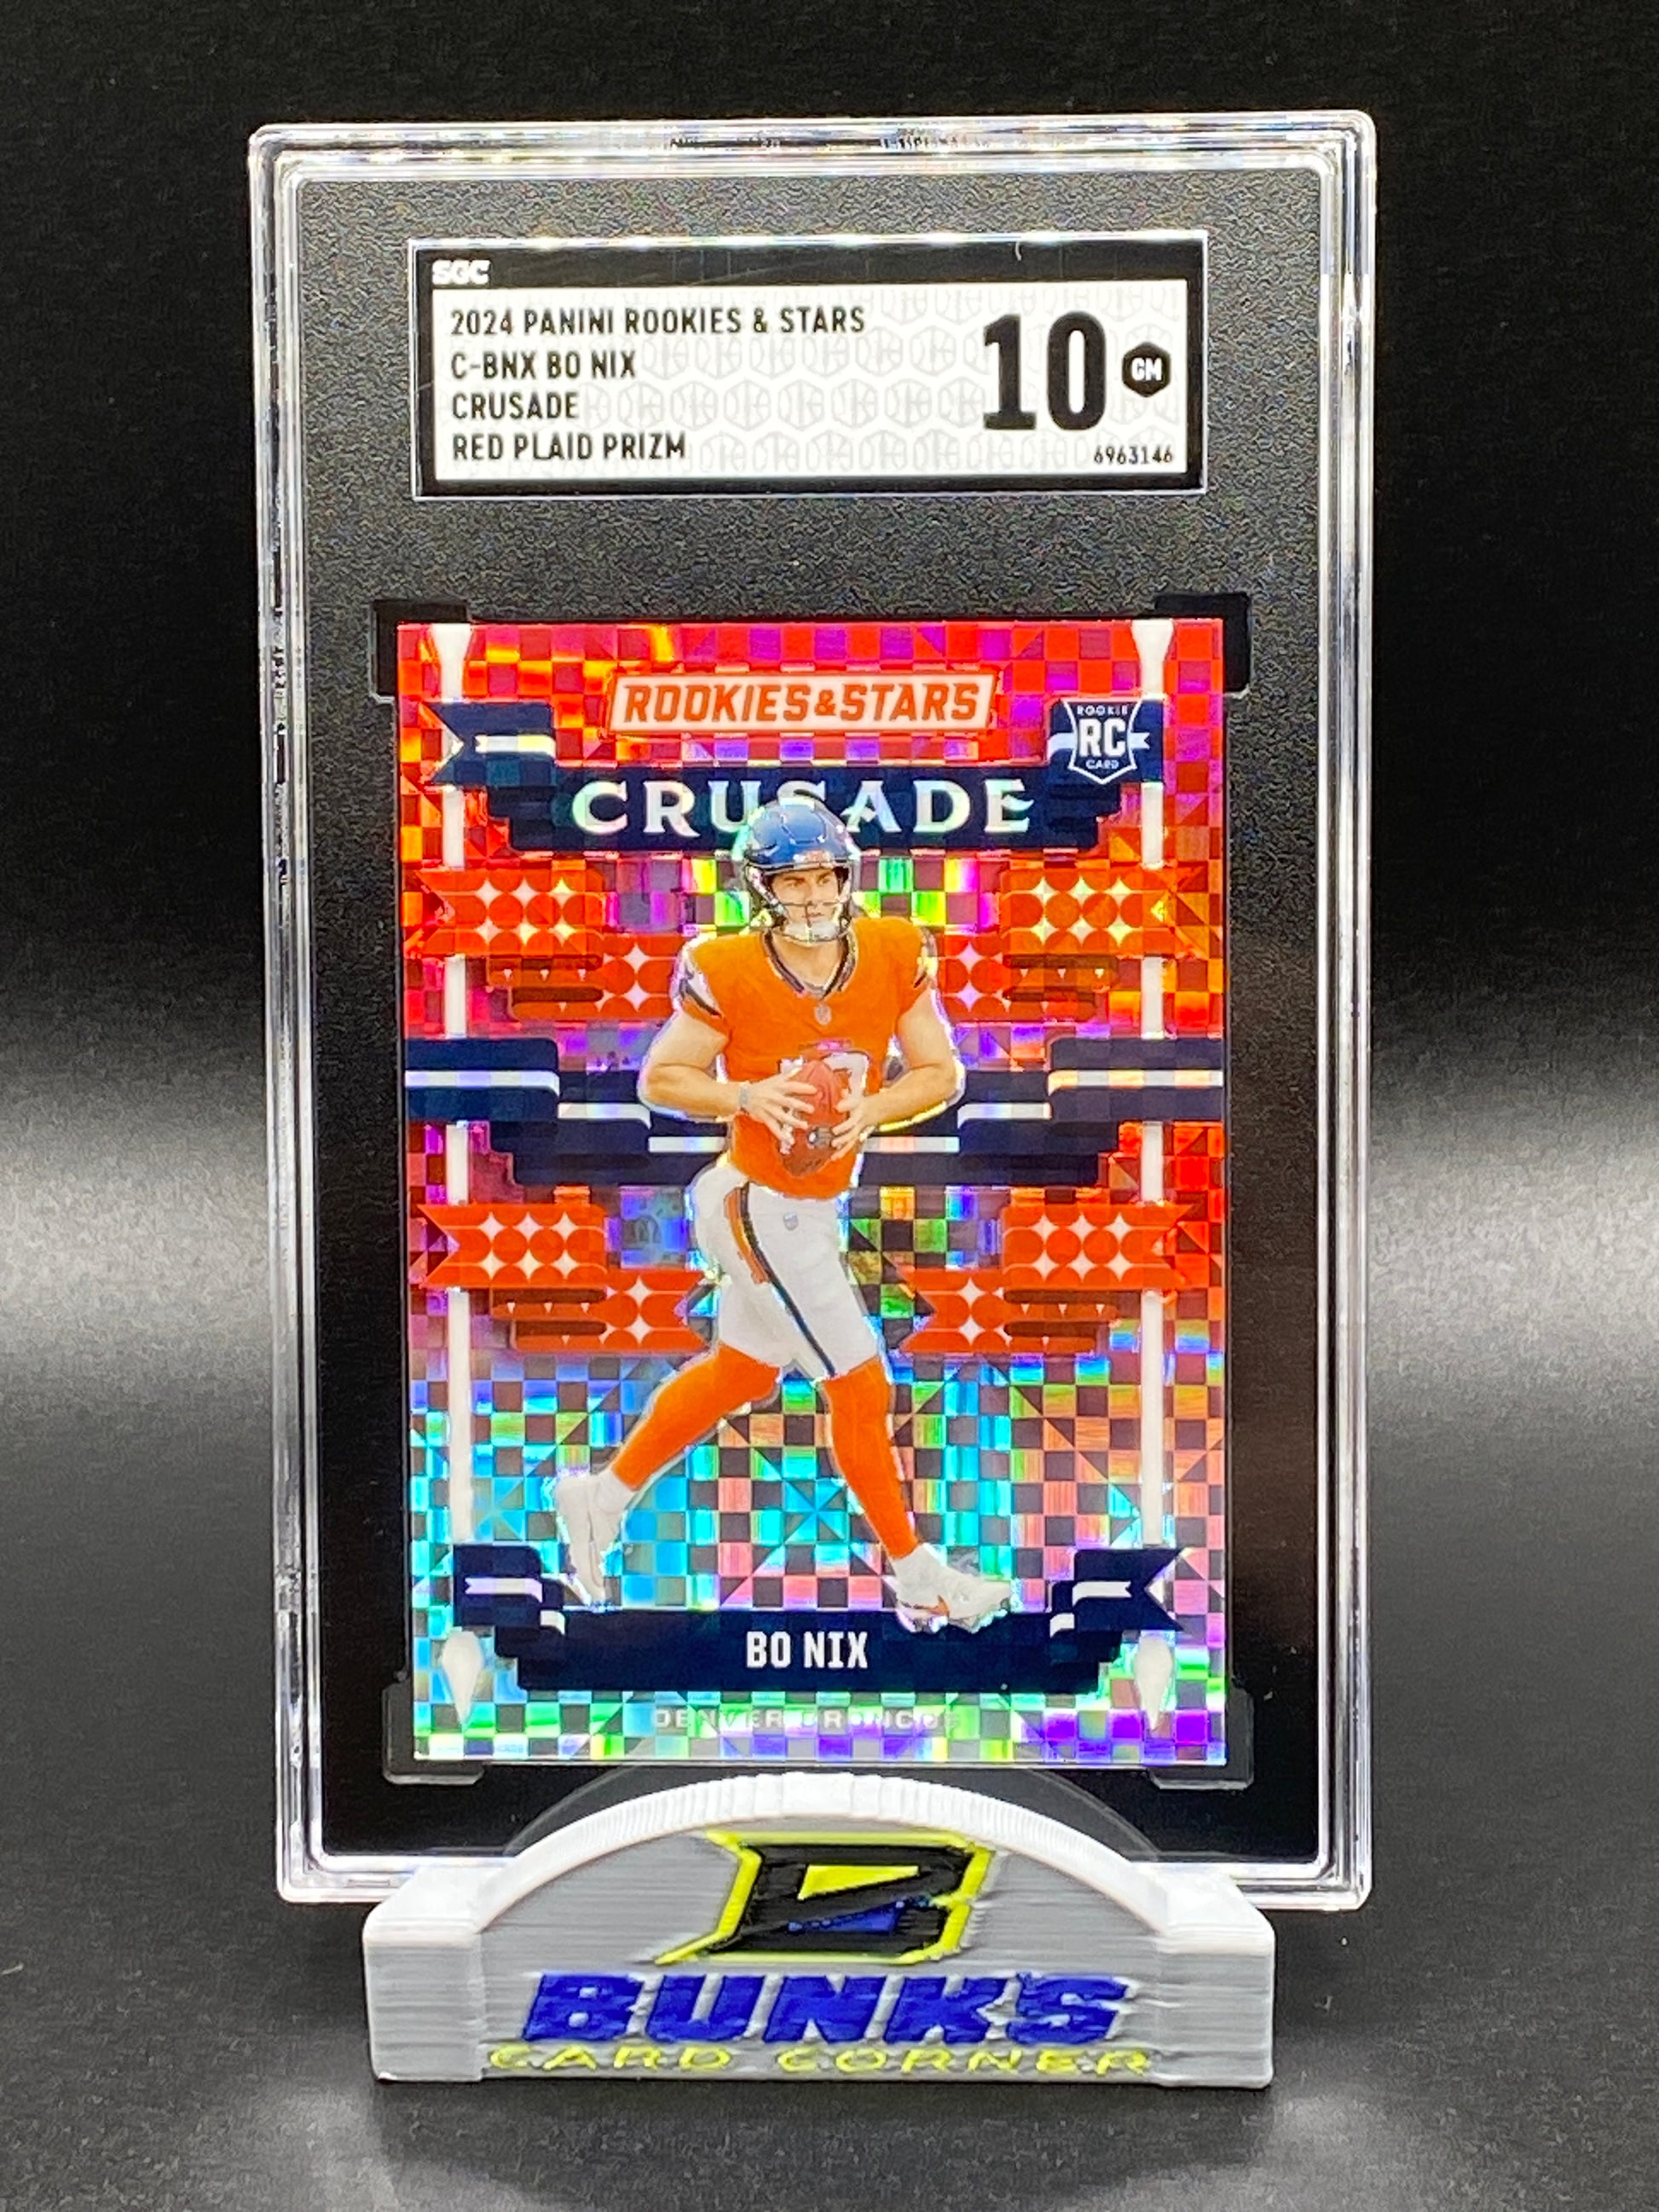 SGC
2024 PANINI ROOKIES & STARS
C-BNX BO NIX
CRUSADE
RED PLAID PRIZM
10
GM
6963146
ROOKIES&STARS
ROOKIE
RC
CARD
CRUSADE
BO NIX
DENVER BRONCOS
B
BUNK'S
CARD CORNER